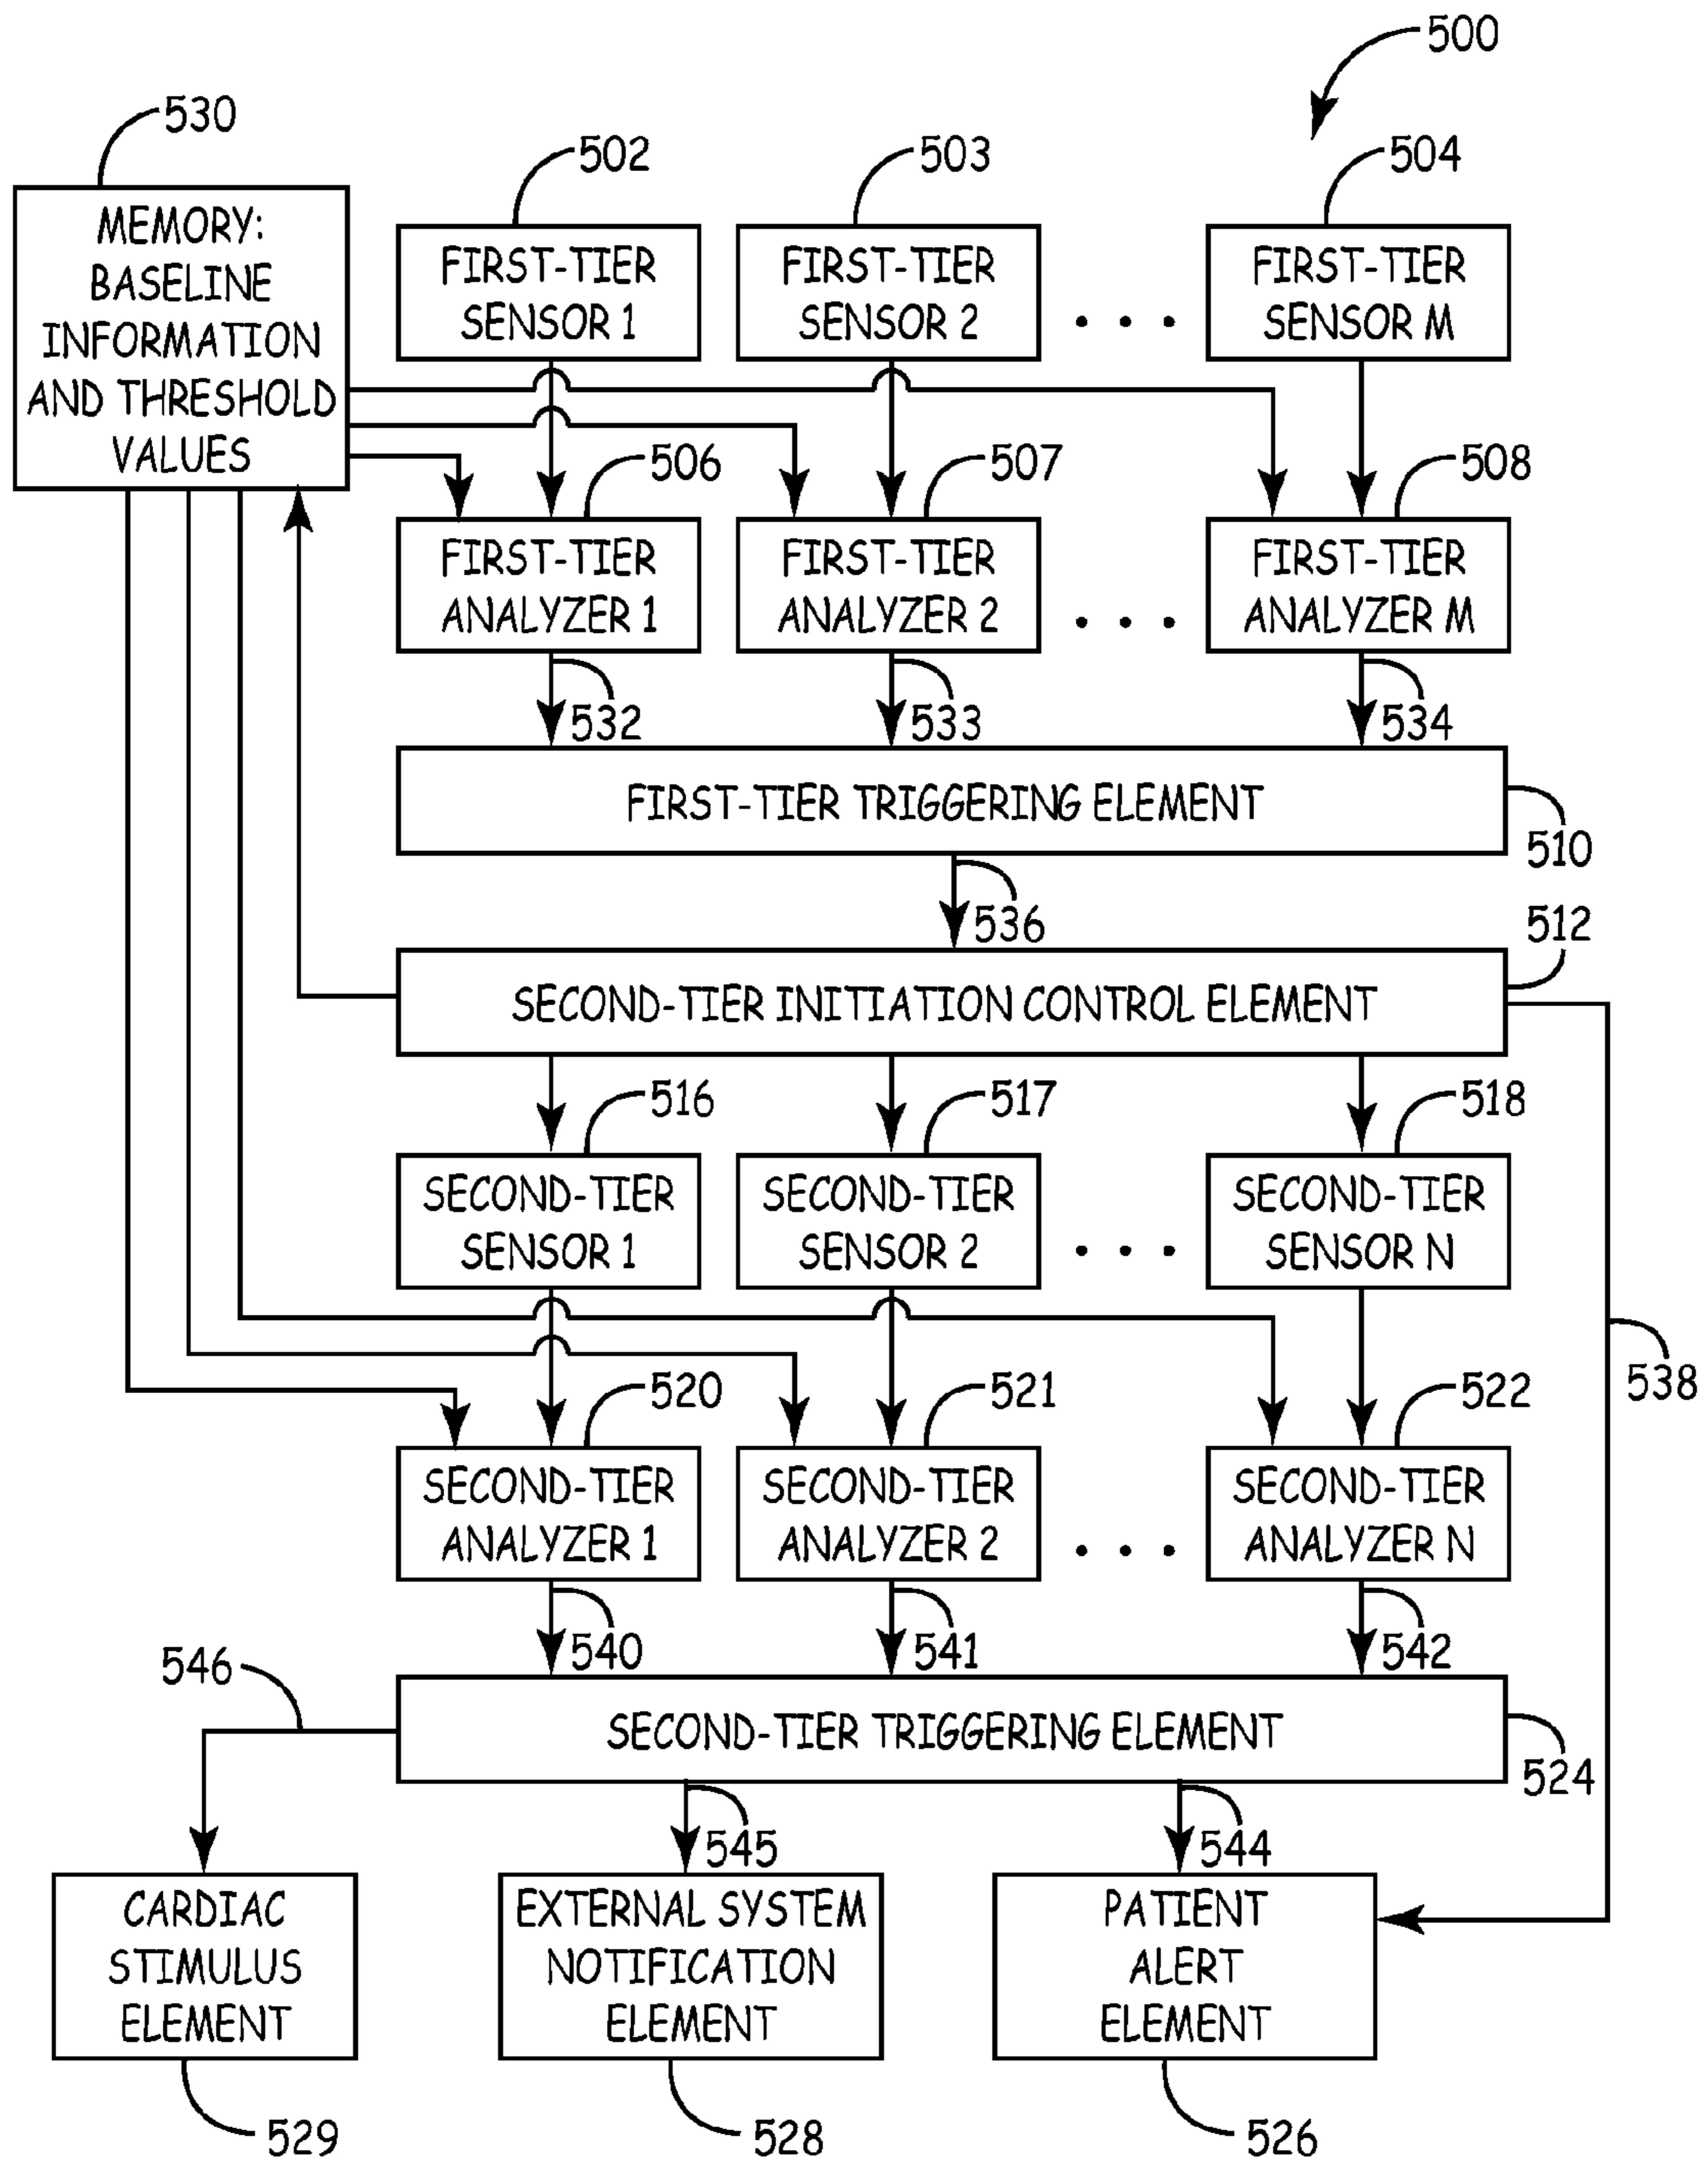 500
530
502
503
504
MEMORY:
BASELINE
INFORMATION
AND THRESHOLD
VALUES
FIRST-TIER
SENSOR 1
FIRST-TIER
SENSOR 2
. . .
FIRST-TIER
SENSOR M
506
507
508
FIRST-TIER
ANALYZER 1
FIRST-TIER
ANALYZER 2
. . .
FIRST-TIER
ANALYZER M
532
533
534
FIRST-TIER TRIGGERING ELEMENT
510
536
512
SECOND-TIER INITIATION CONTROL ELEMENT
516
517
518
SECOND-TIER
SENSOR 1
SECOND-TIER
SENSOR 2
. . .
SECOND-TIER
SENSOR N
538
520
521
522
SECOND-TIER
ANALYZER 1
SECOND-TIER
ANALYZER 2
. . .
SECOND-TIER
ANALYZER N
540
541
542
546
SECOND-TIER TRIGGERING ELEMENT
524
545
544
CARDIAC
STIMULUS
ELEMENT
EXTERNAL SYSTEM
NOTIFICATION
ELEMENT
PATIENT
ALERT
ELEMENT
529
528
526